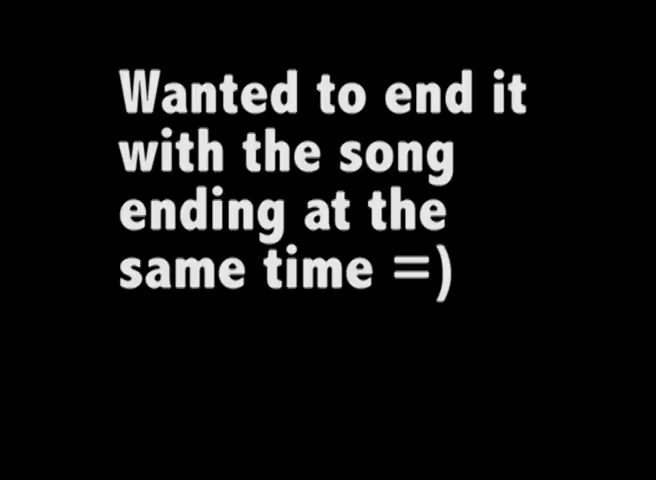 Wanted to end it
with the song
ending at the
same time =)